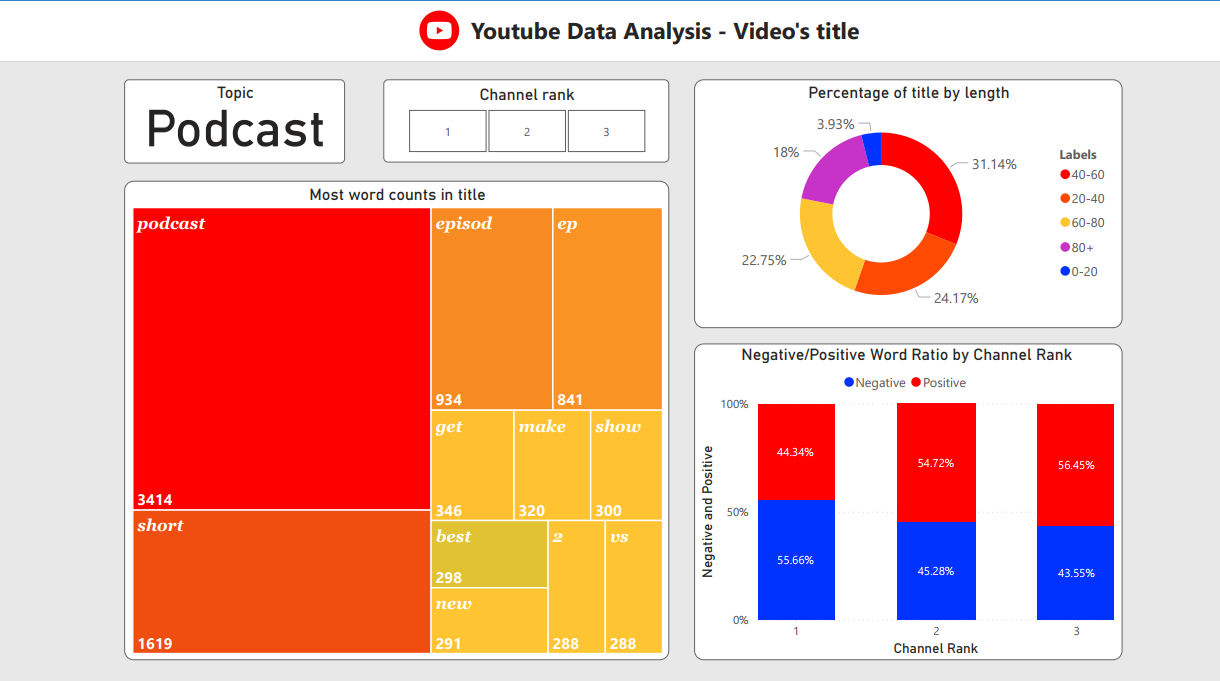 Youtube Data Analysis - Video's title
Topic
Podcast
Channel rank
1 2 3
Most word counts in title
podcast
3414
short
1619
episod
934
ep
841
get
346
make
320
show
300
best
298
new
291
2
288
vs
288
Percentage of title by length
3.93%
18%
31.14%
22.75%
24.17%
Labels
40-60
20-40
60-80
80+
0-20
Negative/Positive Word Ratio by Channel Rank
Negative Positive
Negative and Positive
100%
50%
0%
44.34%
55.66%
54.72%
45.28%
56.45%
43.55%
1 2 3
Channel Rank